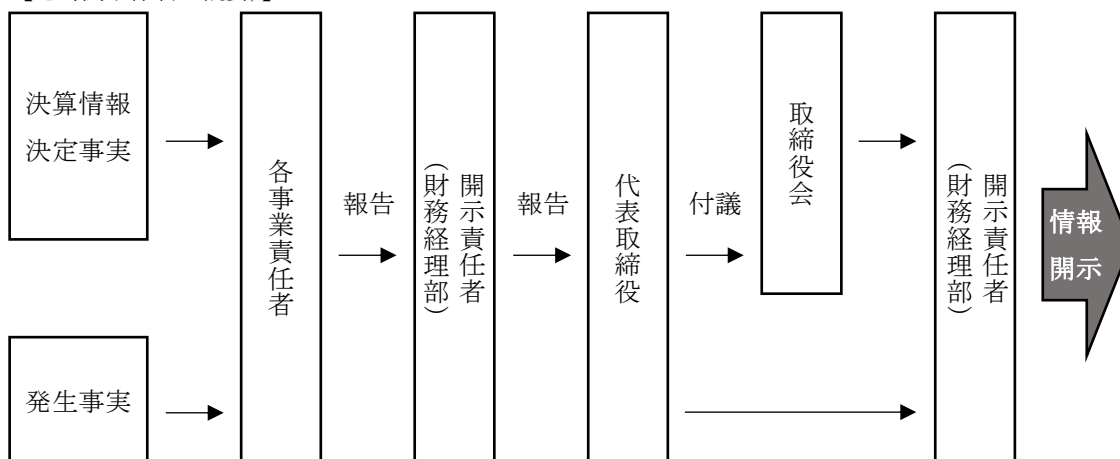 決算情報
決定事実
発生事実
各事業責任者
報告
開示責任者
(財務経理部)
報告
代表取締役
付議
取締役会
開示責任者
(財務経理部)
情報
開示